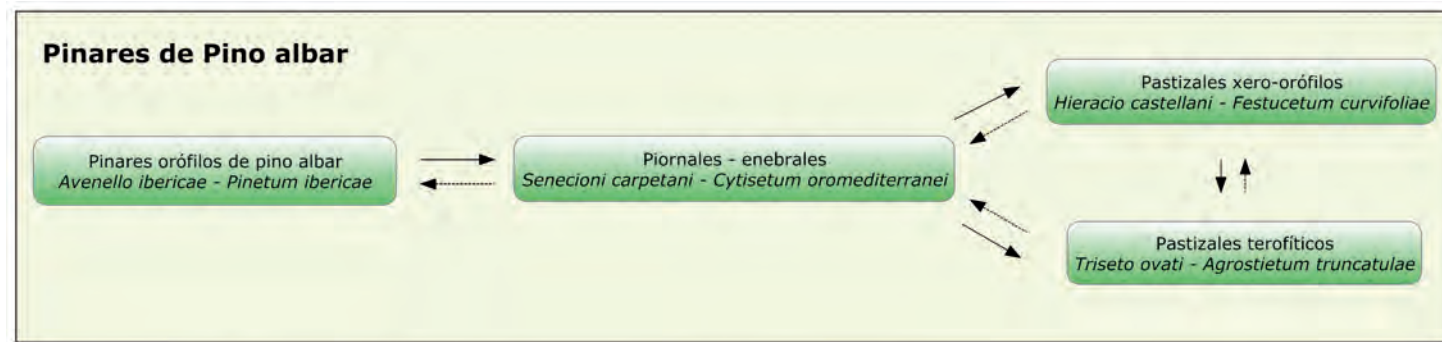 Pinares de Pino albar
Pinares orófilos de pino albar
Avenello ibericae - Pinetum ibericae
Piornales - enebrales
Senecioni carpetani - Cytisetum oromediterranei
Pastizales xero-orófilos
Hieracio castellani - Festucetum curvifoliae
Pastizales terofíticos
Triseto ovati - Agrostietum truncatulae